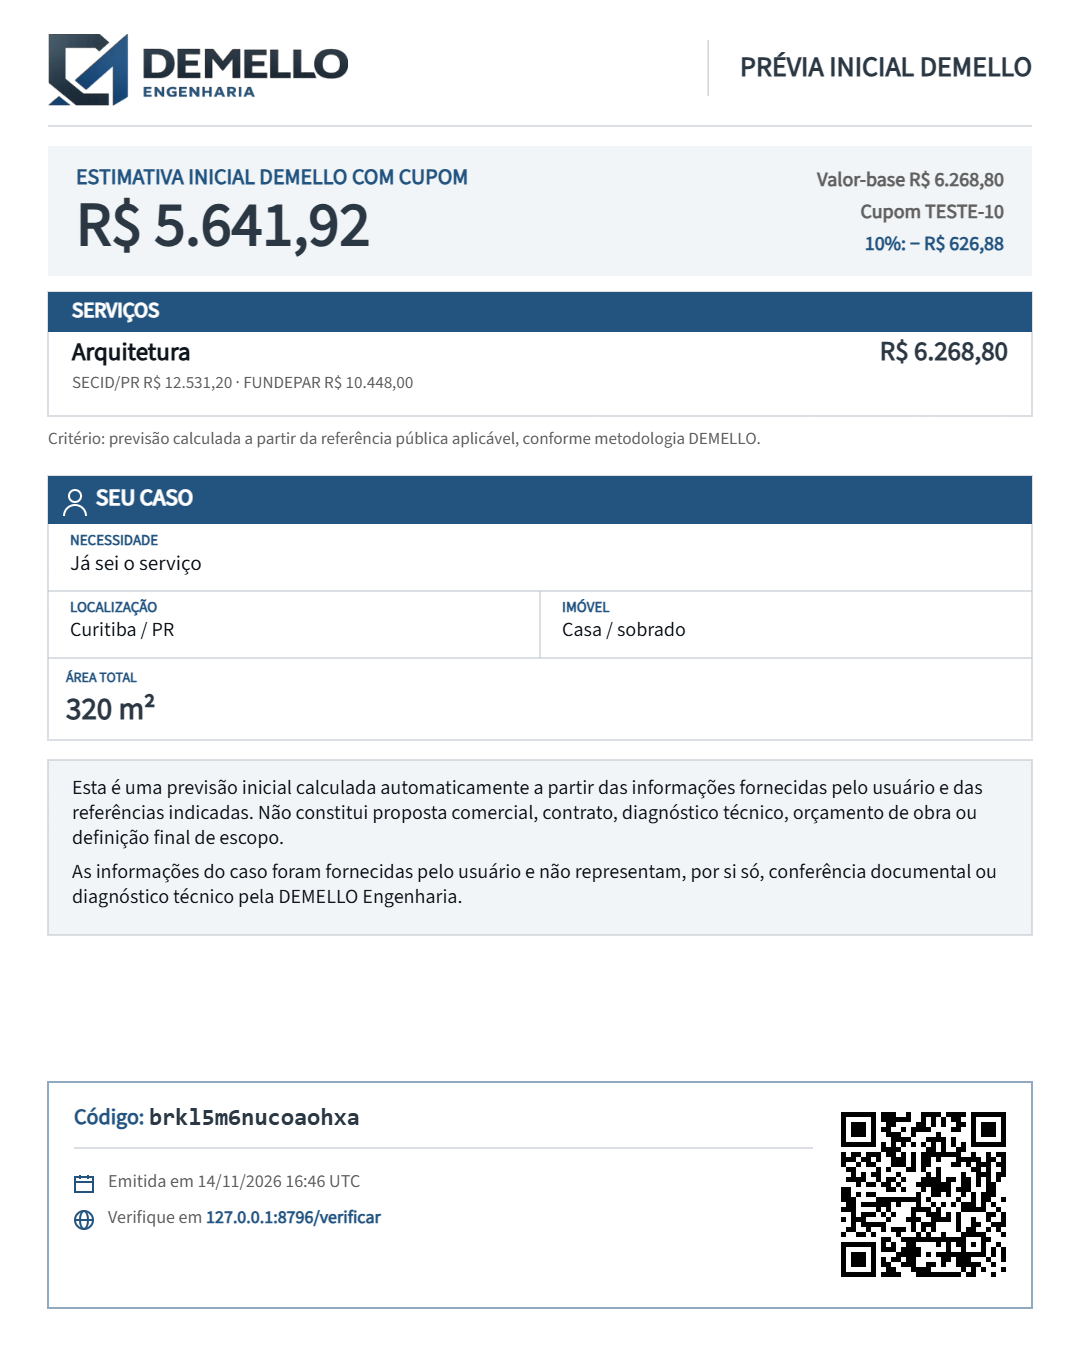 DEMELLO
ENGENHARIA
PRÉVIA INICIAL DEMELLO
ESTIMATIVA INICIAL DEMELLO COM CUPOM
R$ 5.641,92
Valor-base R$ 6.268,80
Cupom TESTE-10
10%: − R$ 626,88
SERVIÇOS
Arquitetura
R$ 6.268,80
SECID/PR R$ 12.531,20 · FUNDEPAR R$ 10.448,00
Critério: previsão calculada a partir da referência pública aplicável, conforme metodologia DEMELLO.
SEU CASO
NECESSIDADE
Já sei o serviço
LOCALIZAÇÃO
Curitiba / PR
IMÓVEL
Casa / sobrado
ÁREA TOTAL
320 m²
Esta é uma previsão inicial calculada automaticamente a partir das informações fornecidas pelo usuário e das
referências indicadas. Não constitui proposta comercial, contrato, diagnóstico técnico, orçamento de obra ou
definição final de escopo.
As informações do caso foram fornecidas pelo usuário e não representam, por si só, conferência documental ou
diagnóstico técnico pela DEMELLO Engenharia.
Código: brkl5m6nucoaohxa
Emitida em 14/11/2026 16:46 UTC
Verifique em 127.0.0.1:8796/verificar